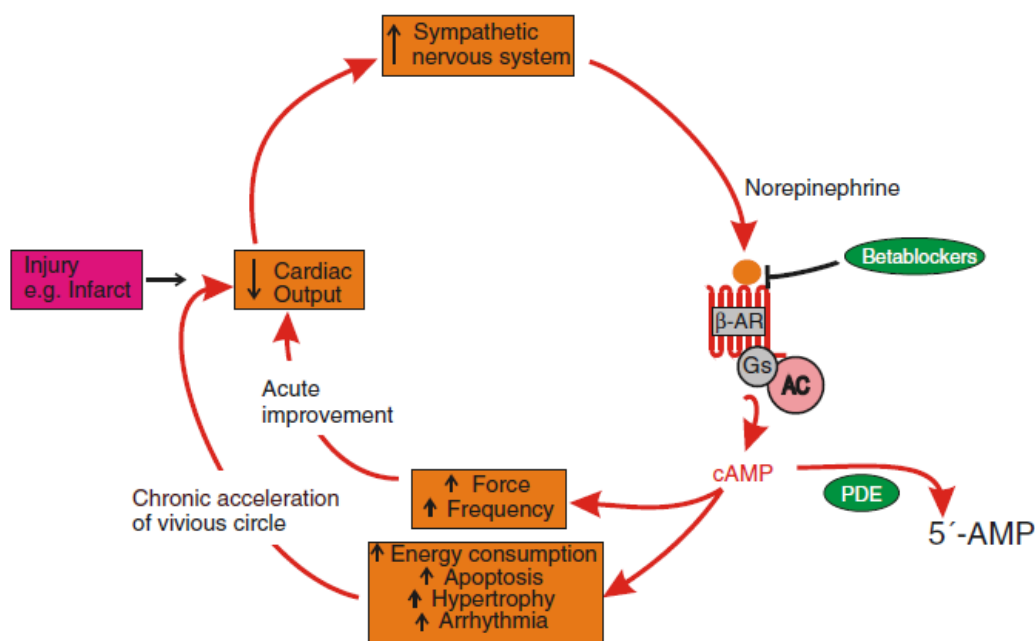 Sympathetic
nervous system
Norepinephrine
Betablockers
Injury
e.g. Infarct
Cardiac
Output
β-AR
Gs
AC
Acute
improvement
cAMP
PDE
5´-AMP
Force
Frequency
Chronic acceleration
of vivious circle
Energy consumption
Apoptosis
Hypertrophy
Arrhythmia